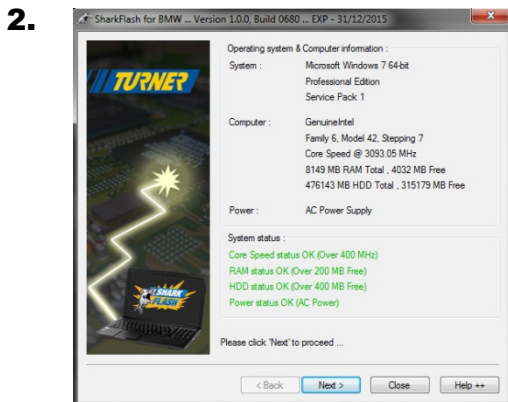 2.
SharkFlash for BMW ... Version 1.0.0, Build 0680 ... EXP - 31/12/2015
TURNER
SHARK
FLASH
Operating system & Computer information :
System : Microsoft Windows 7 64-bit
Professional Edition
Service Pack 1
Computer : GenuineIntel
Family 6, Model 42, Stepping 7
Core Speed @ 3093.05 MHz
8149 MB RAM Total , 4032 MB Free
476143 MB HDD Total , 315179 MB Free
Power : AC Power Supply
System status :
Core Speed status OK (Over 400 MHz)
RAM status OK (Over 200 MB Free)
HDD status OK (Over 400 MB Free)
Power status OK (AC Power)
Please click 'Next' to proceed ...
< Back Next > Close Help ++